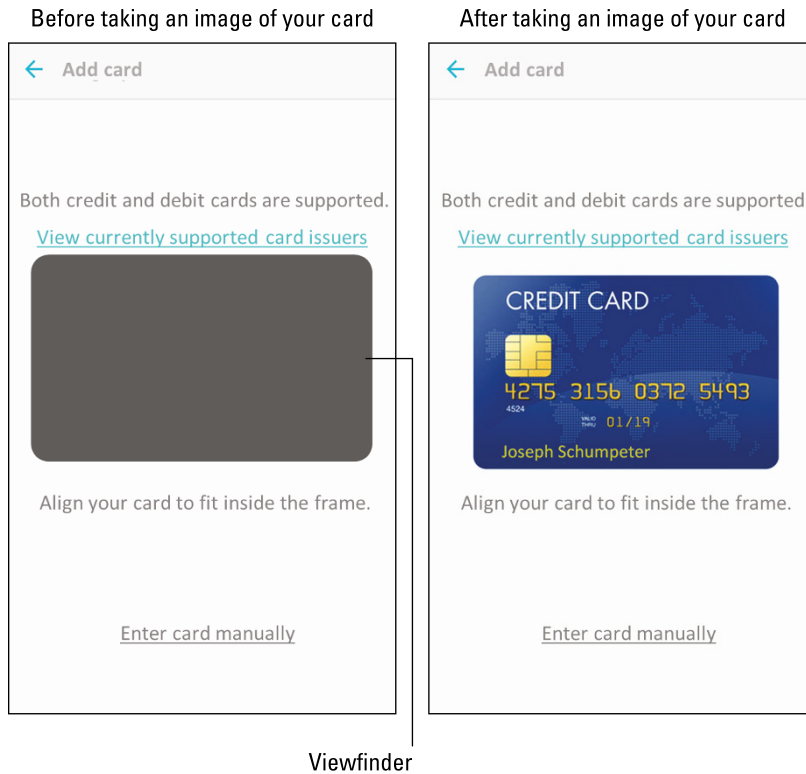 Before taking an image of your card
Add card
Both credit and debit cards are supported.
View currently supported card issuers
Align your card to fit inside the frame.
Enter card manually
Viewfinder
After taking an image of your card
Add card
Both credit and debit cards are supported
View currently supported card issuers
CREDIT CARD
4275 3156 0372 5493
4524
VALID
THRU 01/19
Joseph Schumpeter
Align your card to fit inside the frame.
Enter card manually